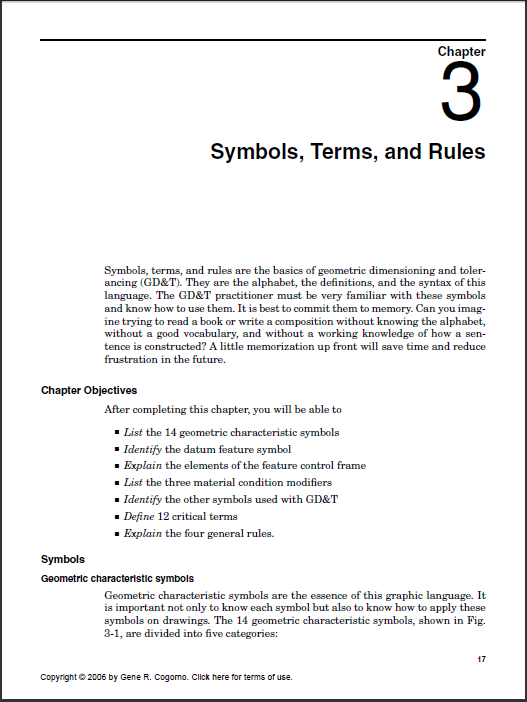 Chapter
3
Symbols, Terms, and Rules
Symbols, terms, and rules are the basics of geometric dimensioning and toler-
ancing (GD&T). They are the alphabet, the definitions, and the syntax of this
language. The GD&T practitioner must be very familiar with these symbols
and know how to use them. It is best to commit them to memory. Can you imag-
ine trying to read a book or write a composition without knowing the alphabet,
without a good vocabulary, and without a working knowledge of how a sen-
tence is constructed? A little memorization up front will save time and reduce
frustration in the future.
Chapter Objectives
After completing this chapter, you will be able to
▪ List the 14 geometric characteristic symbols
▪ Identify the datum feature symbol
▪ Explain the elements of the feature control frame
▪ List the three material condition modifiers
▪ Identify the other symbols used with GD&T
▪ Define 12 critical terms
▪ Explain the four general rules.
Symbols
Geometric characteristic symbols
Geometric characteristic symbols are the essence of this graphic language. It
is important not only to know each symbol but also to know how to apply these
symbols on drawings. The 14 geometric characteristic symbols, shown in Fig.
3-1, are divided into five categories:
17
Copyright © 2006 by Gene R. Cogorno. Click here for terms of use.